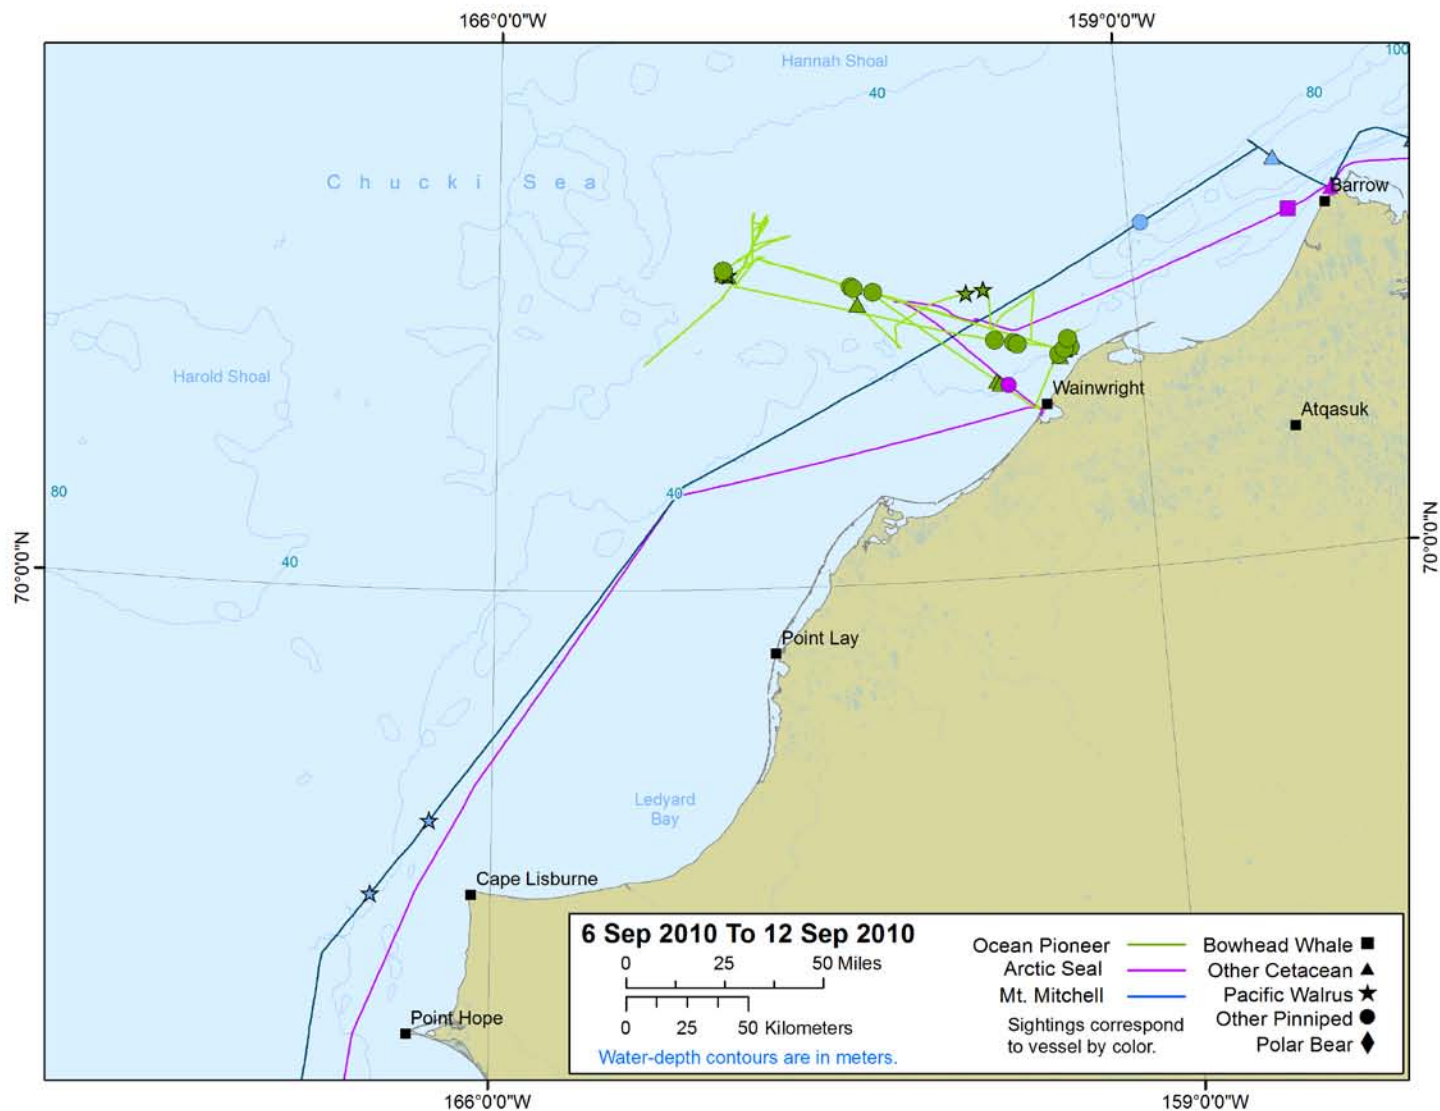 166°0'0"W
159°0'0"W
100
Hannah Shoal
40
80
Chucki Sea
Barrow
Harold Shoal
Wainwright
Atqasuk
80
40
70°0'0"N
70°0'0"N
40
Point Lay
Ledyard
Bay
Cape Lisburne
Point Hope
6 Sep 2010 To 12 Sep 2010
0 25 50 Miles
0 25 50 Kilometers
Water-depth contours are in meters.
Ocean Pioneer
Arctic Seal
Mt. Mitchell
Sightings correspond
to vessel by color.
Bowhead Whale
Other Cetacean
Pacific Walrus
Other Pinniped
Polar Bear
166°0'0"W
159°0'0"W